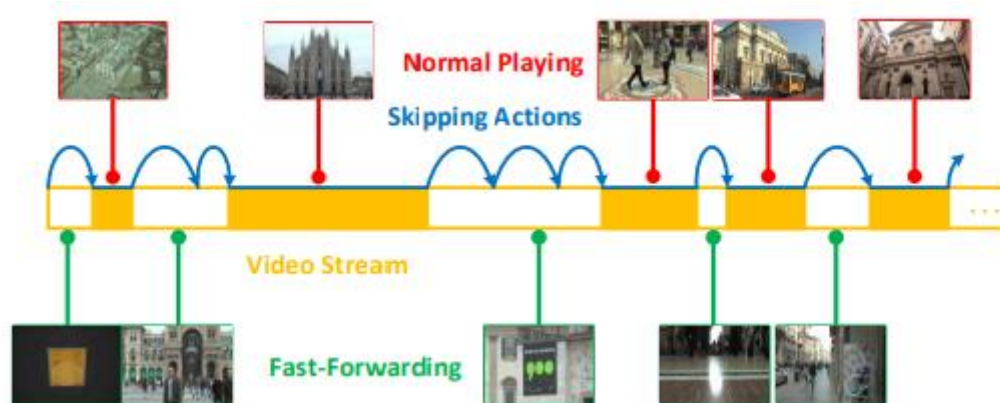 Normal Playing
Skipping Actions
...
Video Stream
Fast-Forwarding